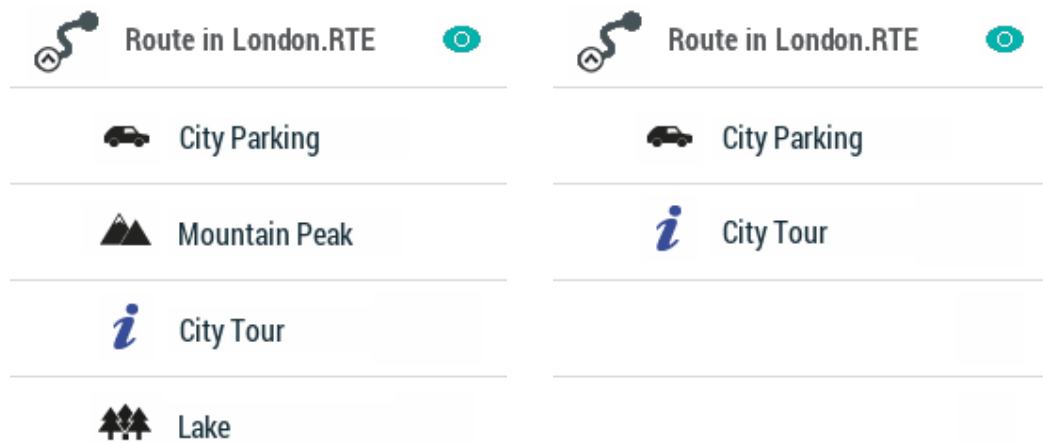 Route in London.RTE
City Parking
Mountain Peak
City Tour
Lake
Route in London.RTE
City Parking
City Tour